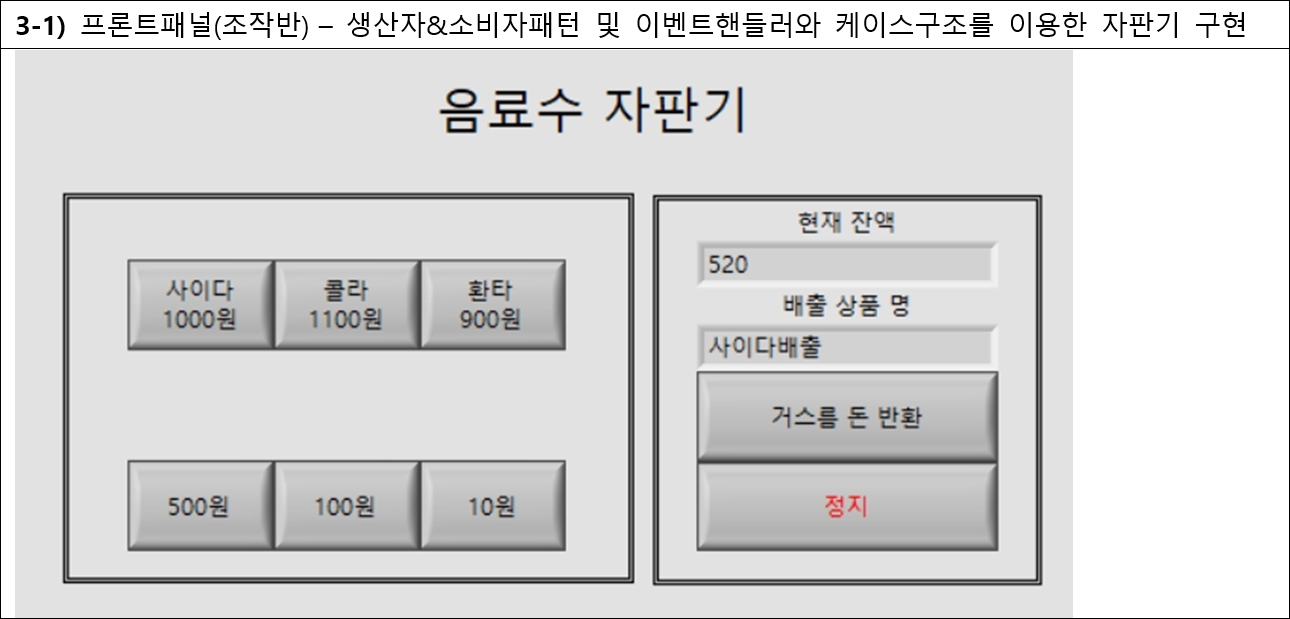 3-1) 프론트패널(조작반) – 생산자&소비자패턴 및 이벤트핸들러와 케이스구조를 이용한 자판기 구현
음료수 자판기
사이다
1000원
콜라
1100원
환타
900원
500원
100원
10원
현재 잔액
520
배출 상품 명
사이다배출
거스름 돈 반환
정지